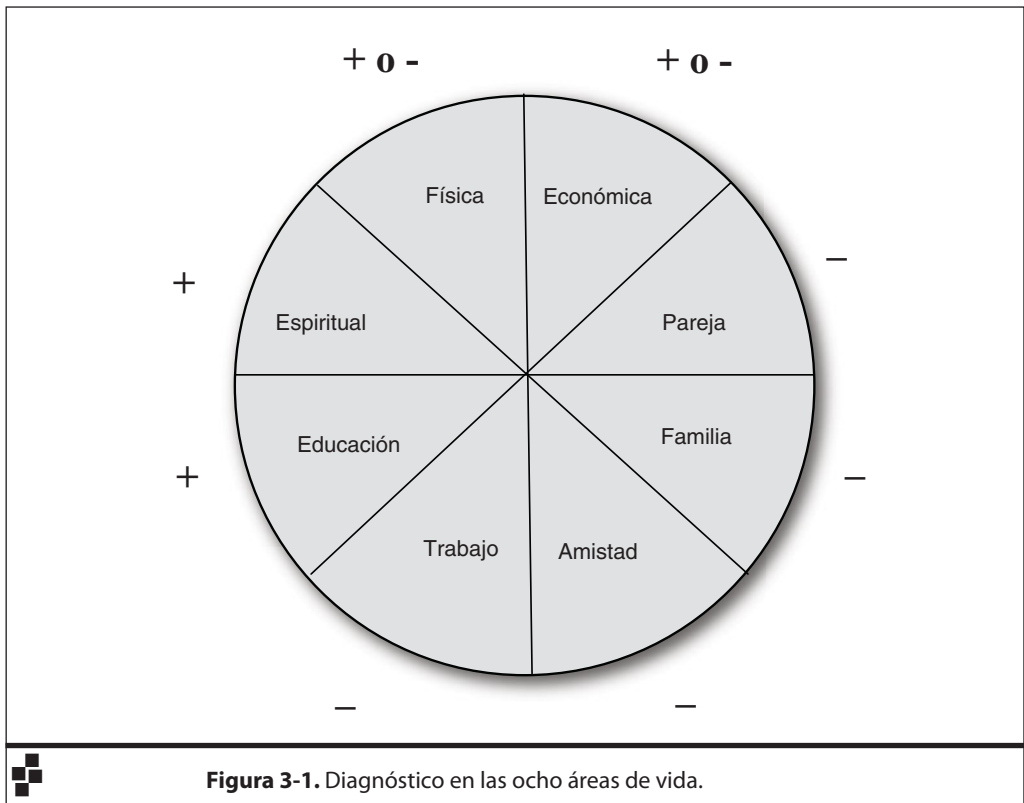 + o -
+ o -
Física
Económica
–
+
Espiritual
Pareja
Educación
Familia
+
–
Trabajo
Amistad
–
–
Figura 3-1. Diagnóstico en las ocho áreas de vida.